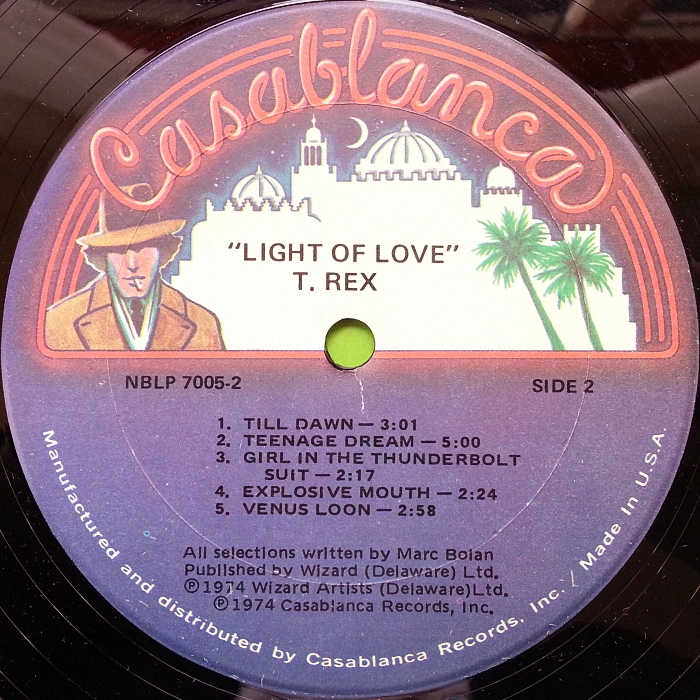 Casablanca
"LIGHT OF LOVE"
T. REX
NBLP 7005-2
SIDE 2
1. TILL DAWN — 3:01
2. TEENAGE DREAM — 5:00
3. GIRL IN THE THUNDERBOLT
SUIT — 2:17
4. EXPLOSIVE MOUTH — 2:24
5. VENUS LOON — 2:58
All selections written by Marc Bolan
Published by Wizard (Delaware) Ltd.
Ⓟ 1974 Wizard Artists (Delaware) Ltd.
Ⓟ 1974 Casablanca Records, Inc.
Manufactured and distributed by Casablanca Records, Inc. / Made In U.S.A.